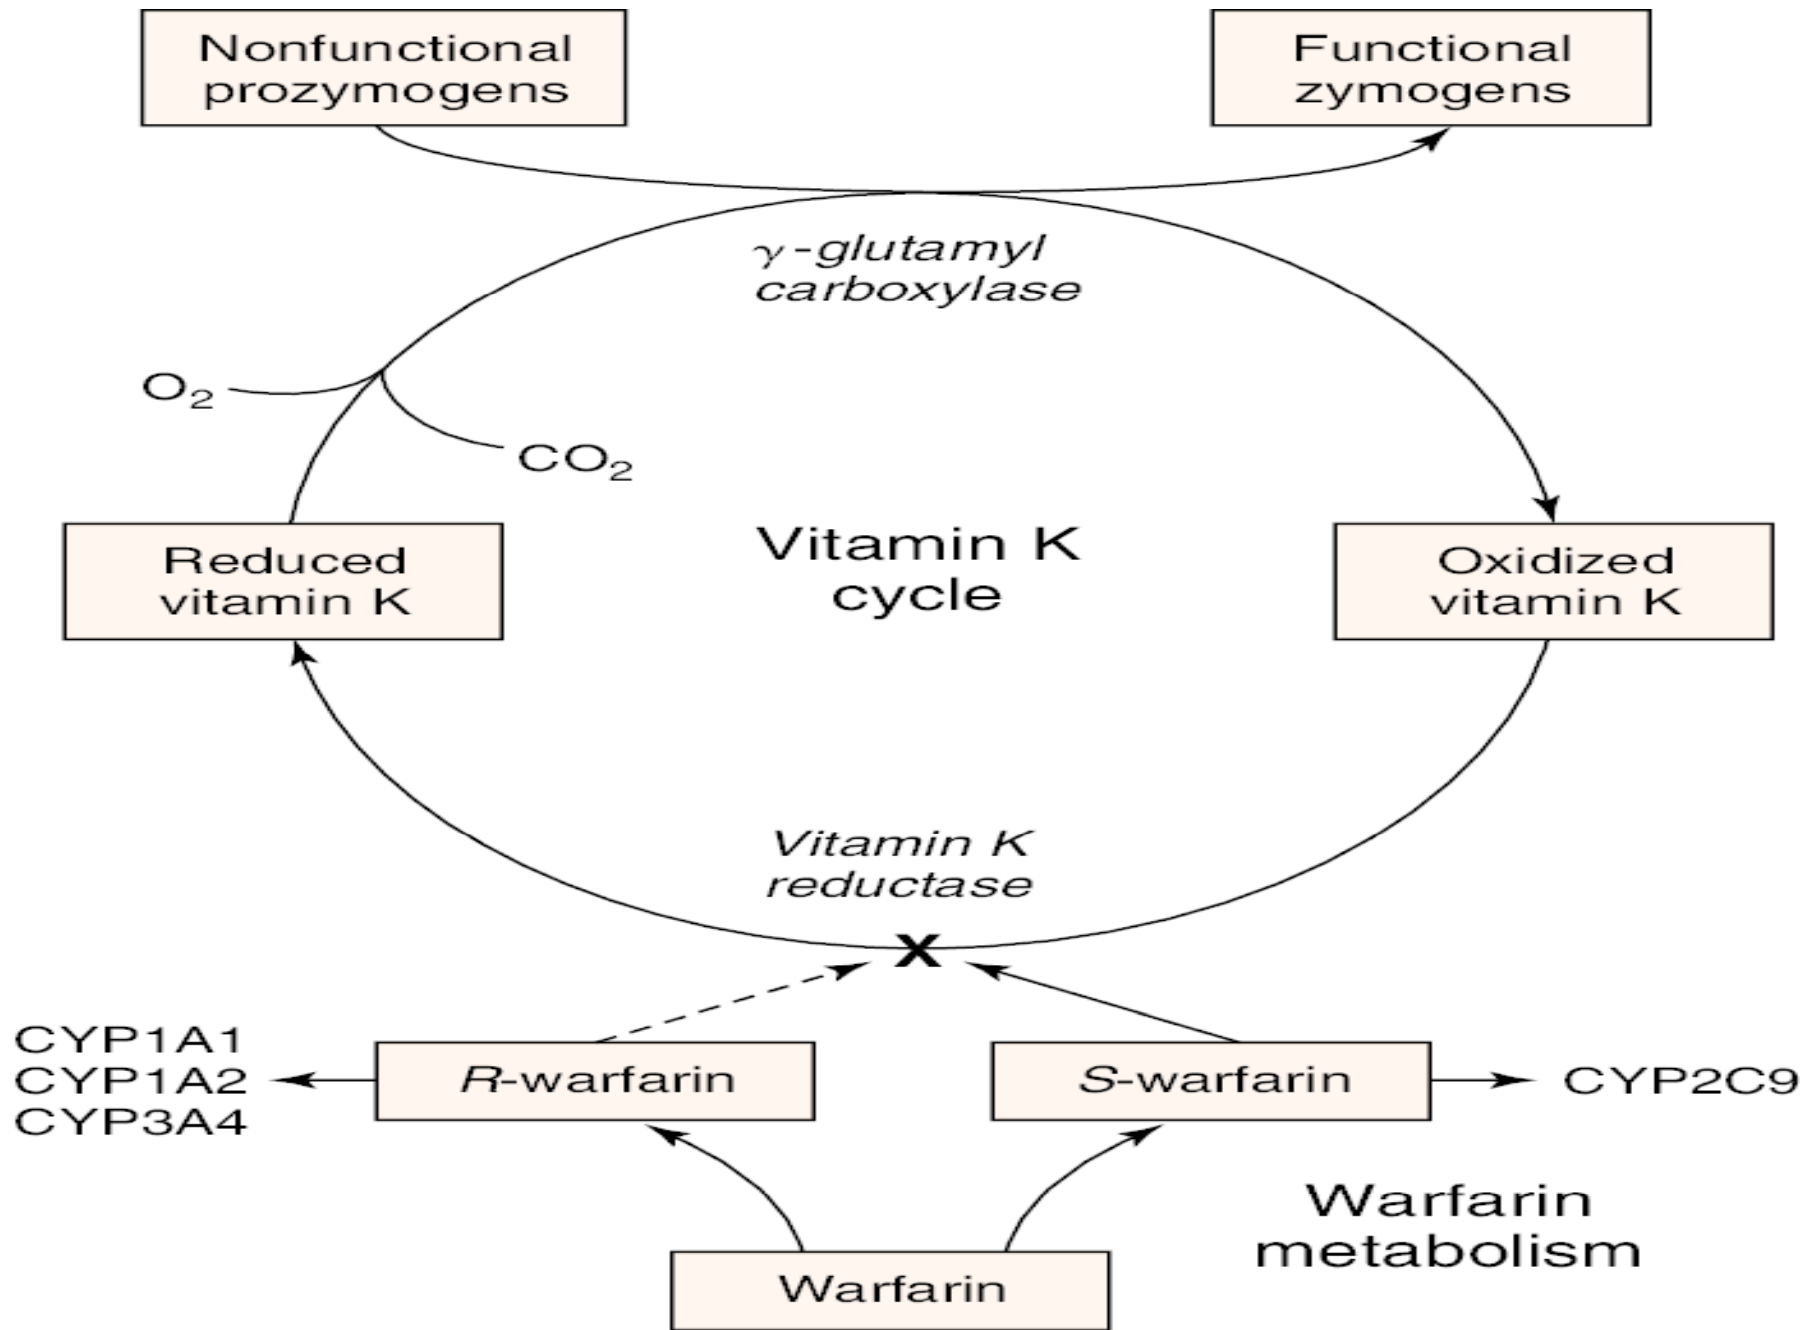 Nonfunctional
prozymogens
Functional
zymogens
γ-glutamyl
carboxylase
O₂
CO₂
Reduced
vitamin K
Vitamin K
cycle
Oxidized
vitamin K
Vitamin K
reductase
X
CYP1A1
CYP1A2
CYP3A4
R-warfarin
S-warfarin
CYP2C9
Warfarin
metabolism
Warfarin